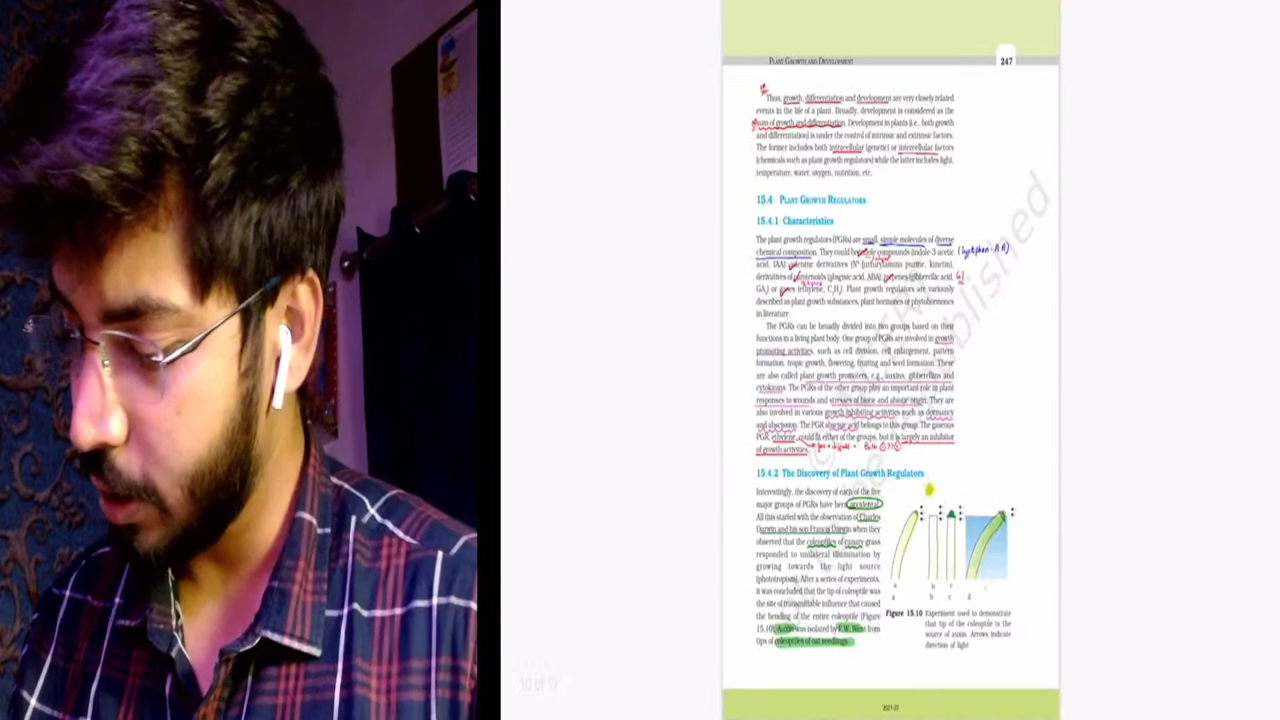 PLANT GROWTH AND DEVELOPMENT 247
Thus, growth, differentiation and development are very closely related
events in the life of a plant. Broadly, development is considered as the
sum of growth and differentiation. Development in plants (i.e., both growth
and differentiation) is under the control of intrinsic and extrinsic factors.
The former includes both intracellular (genetic) or intercellular factors
(chemicals such as plant growth regulators) while the latter includes light,
temperature, water, oxygen, nutrition, etc.
15.4 PLANT GROWTH REGULATORS
15.4.1 Characteristics
The plant growth regulators (PGRs) are small, simple molecules of diverse
chemical composition. They could be indole compounds (indole-3-acetic
acid, IAA); adenine derivatives (N⁶-furfurylamino purine, kinetin),
derivatives of carotenoids (abscisic acid, ABA); terpenes (gibberellic acid,
GA₃) or gases (ethylene, C₂H₄). Plant growth regulators are variously
described as plant growth substances, plant hormones or phytohormones
in literature.
The PGRs can be broadly divided into two groups based on their
functions in a living plant body. One group of PGRs are involved in growth
promoting activities, such as cell division, cell enlargement, pattern
formation, tropic growth, flowering, fruiting and seed formation. These
are also called plant growth promoters, e.g., auxins, gibberellins and
cytokinins. The PGRs of the other group play an important role in plant
responses to wounds and stresses of biotic and abiotic origin. They are
also involved in various growth inhibiting activities such as dormancy
and abscission. The PGR abscisic acid belongs to this group. The gaseous
PGR, ethylene, could fit either of the groups, but it is largely an inhibitor
of growth activities.
15.4.2 The Discovery of Plant Growth Regulators
Interestingly, the discovery of each of the five
major groups of PGRs have been accidental.
All this started with the observation of Charles
Darwin and his son Francis Darwin when they
observed that the coleoptiles of canary grass
responded to unilateral illumination by
growing towards the light source
(phototropism). After a series of experiments,
it was concluded that the tip of coleoptile was
the site of transmittable influence that caused
the bending of the entire coleoptile (Figure
15.10). Auxin was isolated by F.W. Went from
tips of coleoptiles of oat seedlings.
a b c
a b c d
Figure 15.10 Experiment used to demonstrate
that tip of the coleoptile is the
source of auxin. Arrows indicate
direction of light
10 of 17
2021-22